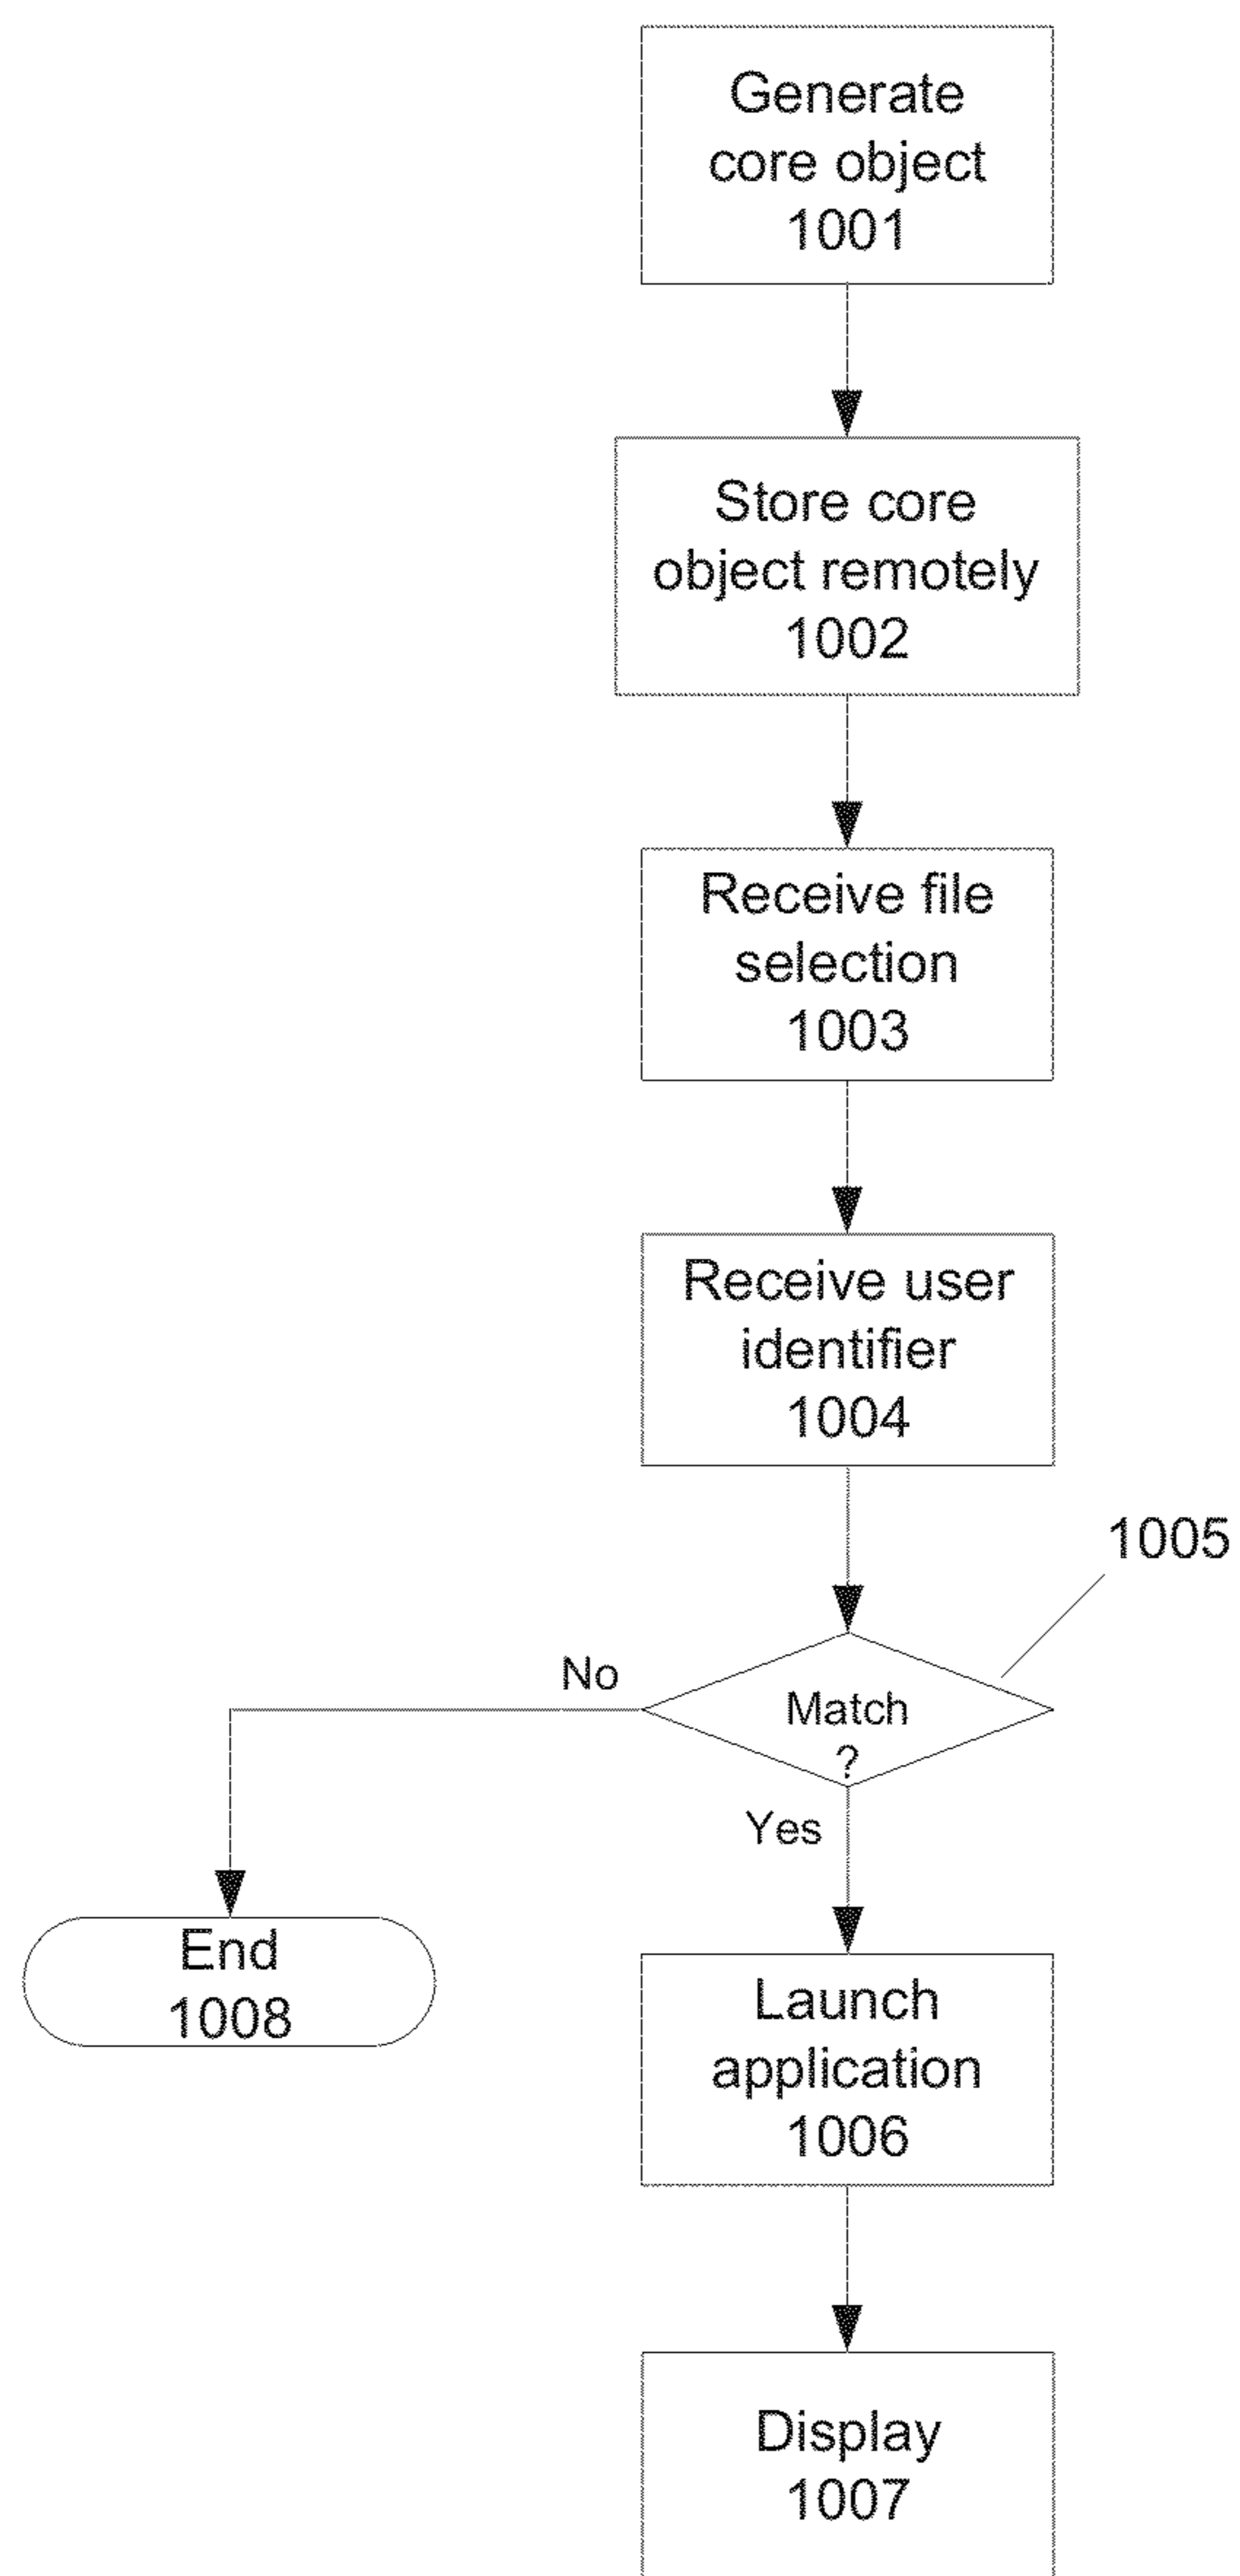 Generate
core object
1001
Store core
object remotely
1002
Receive file
selection
1003
Receive user
identifier
1004
1005
No
Match
?
Yes
End
1008
Launch
application
1006
Display
1007